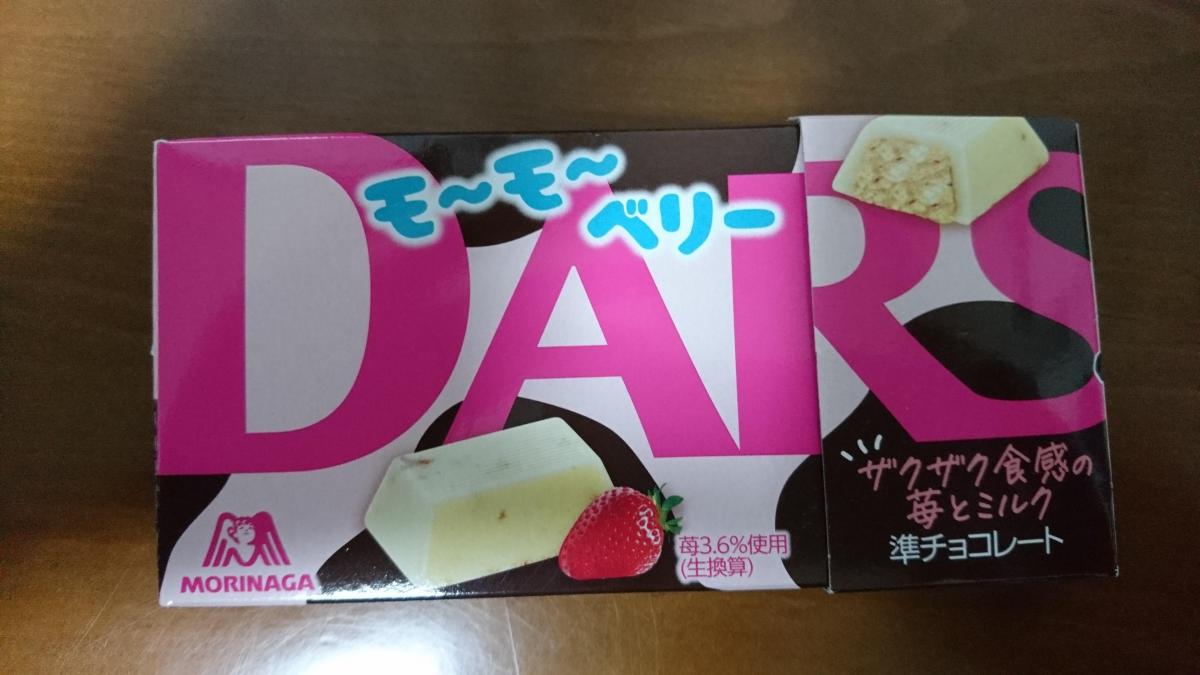 DARS
モ〜モ〜
ベリー
MORINAGA
苺3.6%使用
(生換算)
ザクザク食感の
苺とミルク
準チョコレート